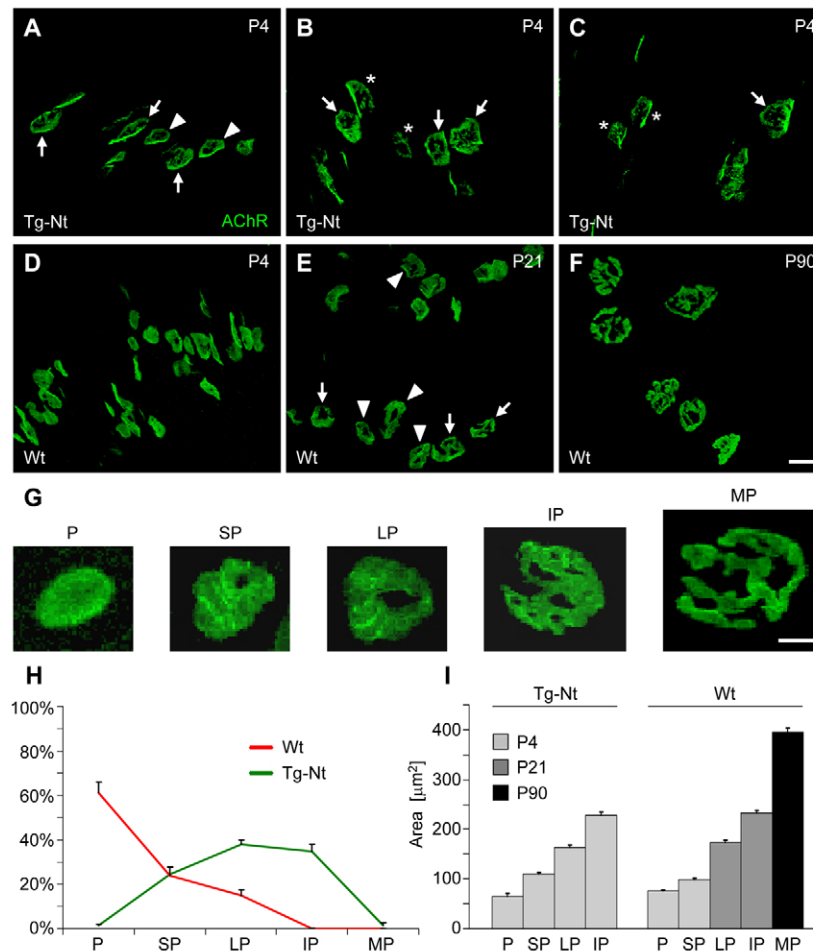 A P4
Tg-Nt AChR
B P4
Tg-Nt
* *
C P4
Tg-Nt
* *
D P4
Wt
E P21
Wt
F P90
Wt
G
P SP LP IP MP
H
100%
80%
60%
40%
20%
0%
Wt
Tg-Nt
P SP LP IP MP
I
Tg-Nt Wt
P4
P21
P90
Area [μm²]
400
300
200
100
0
P SP LP IP P SP LP IP MP